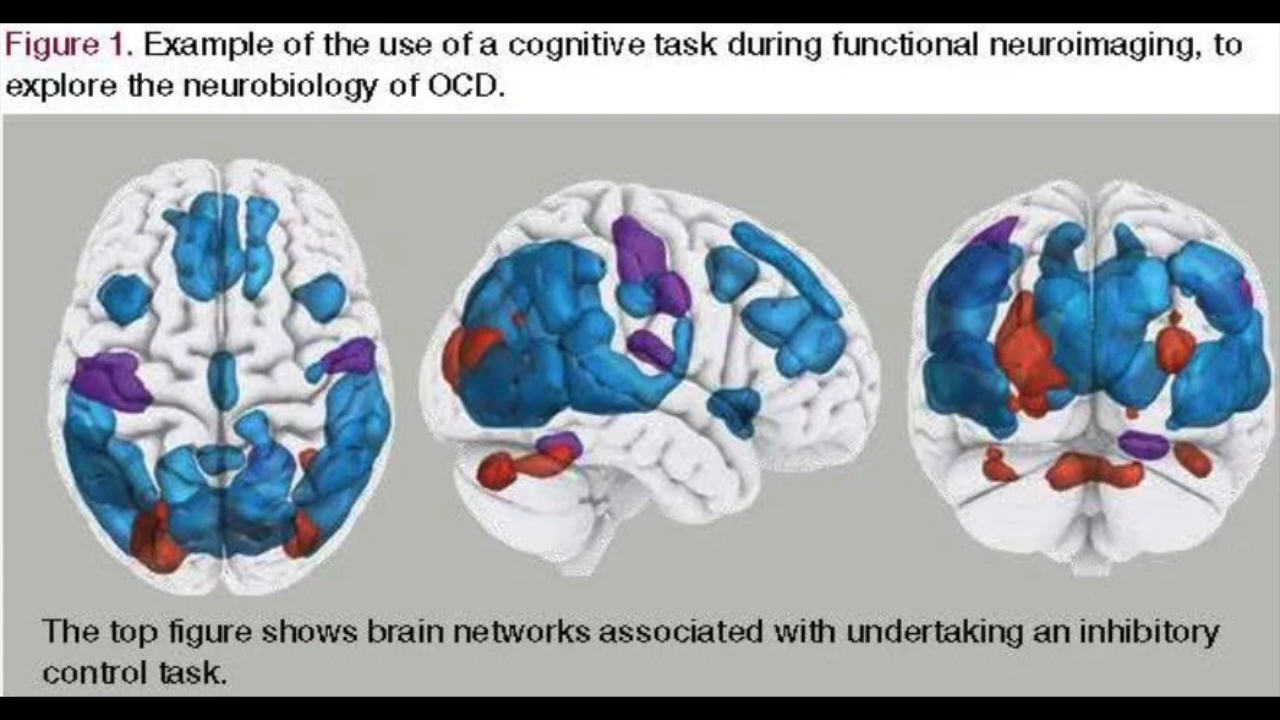 Figure 1. Example of the use of a cognitive task during functional neuroimaging, to
explore the neurobiology of OCD.
The top figure shows brain networks associated with undertaking an inhibitory
control task.